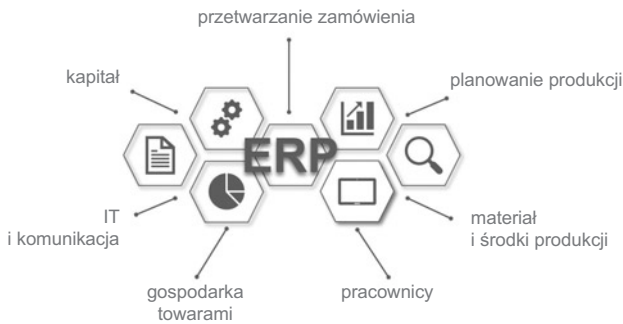 przetwarzanie zamówienia
kapitał
planowanie produkcji
ERP
IT
i komunikacja
materiał
i środki produkcji
gospodarka
towarami
pracownicy